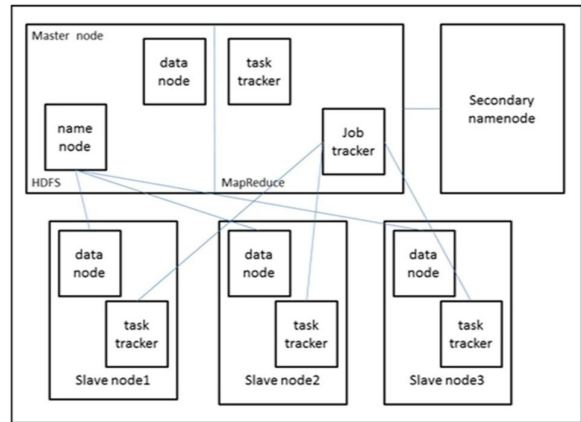 Master node
data
node
task
tracker
name
node
Job
tracker
HDFS
MapReduce
Secondary
namenode
data
node
task
tracker
Slave node1
data
node
task
tracker
Slave node2
data
node
task
tracker
Slave node3